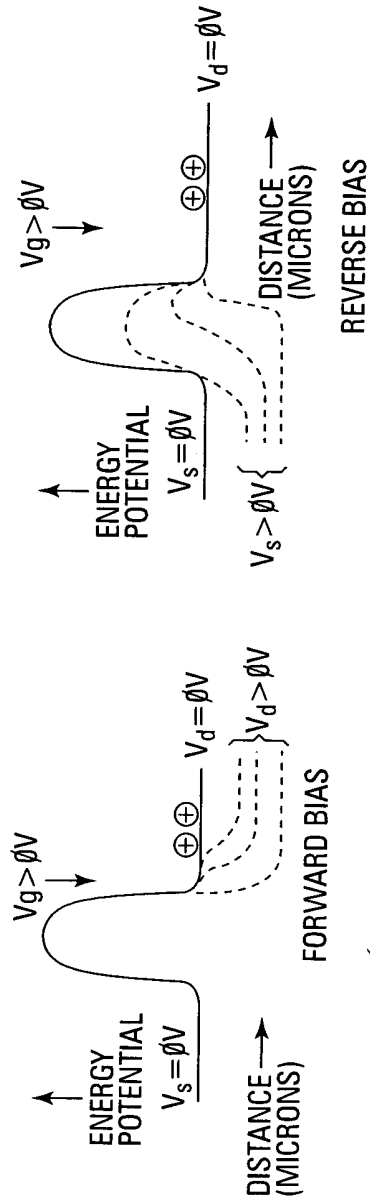 Vg>ØV
ENERGY
POTENTIAL
Vs=ØV
Vd=ØV
Vd>ØV
DISTANCE
(MICRONS)
FORWARD BIAS
Vg>ØV
ENERGY
POTENTIAL
Vs=ØV
Vd=ØV
Vs>ØV
DISTANCE
(MICRONS)
REVERSE BIAS